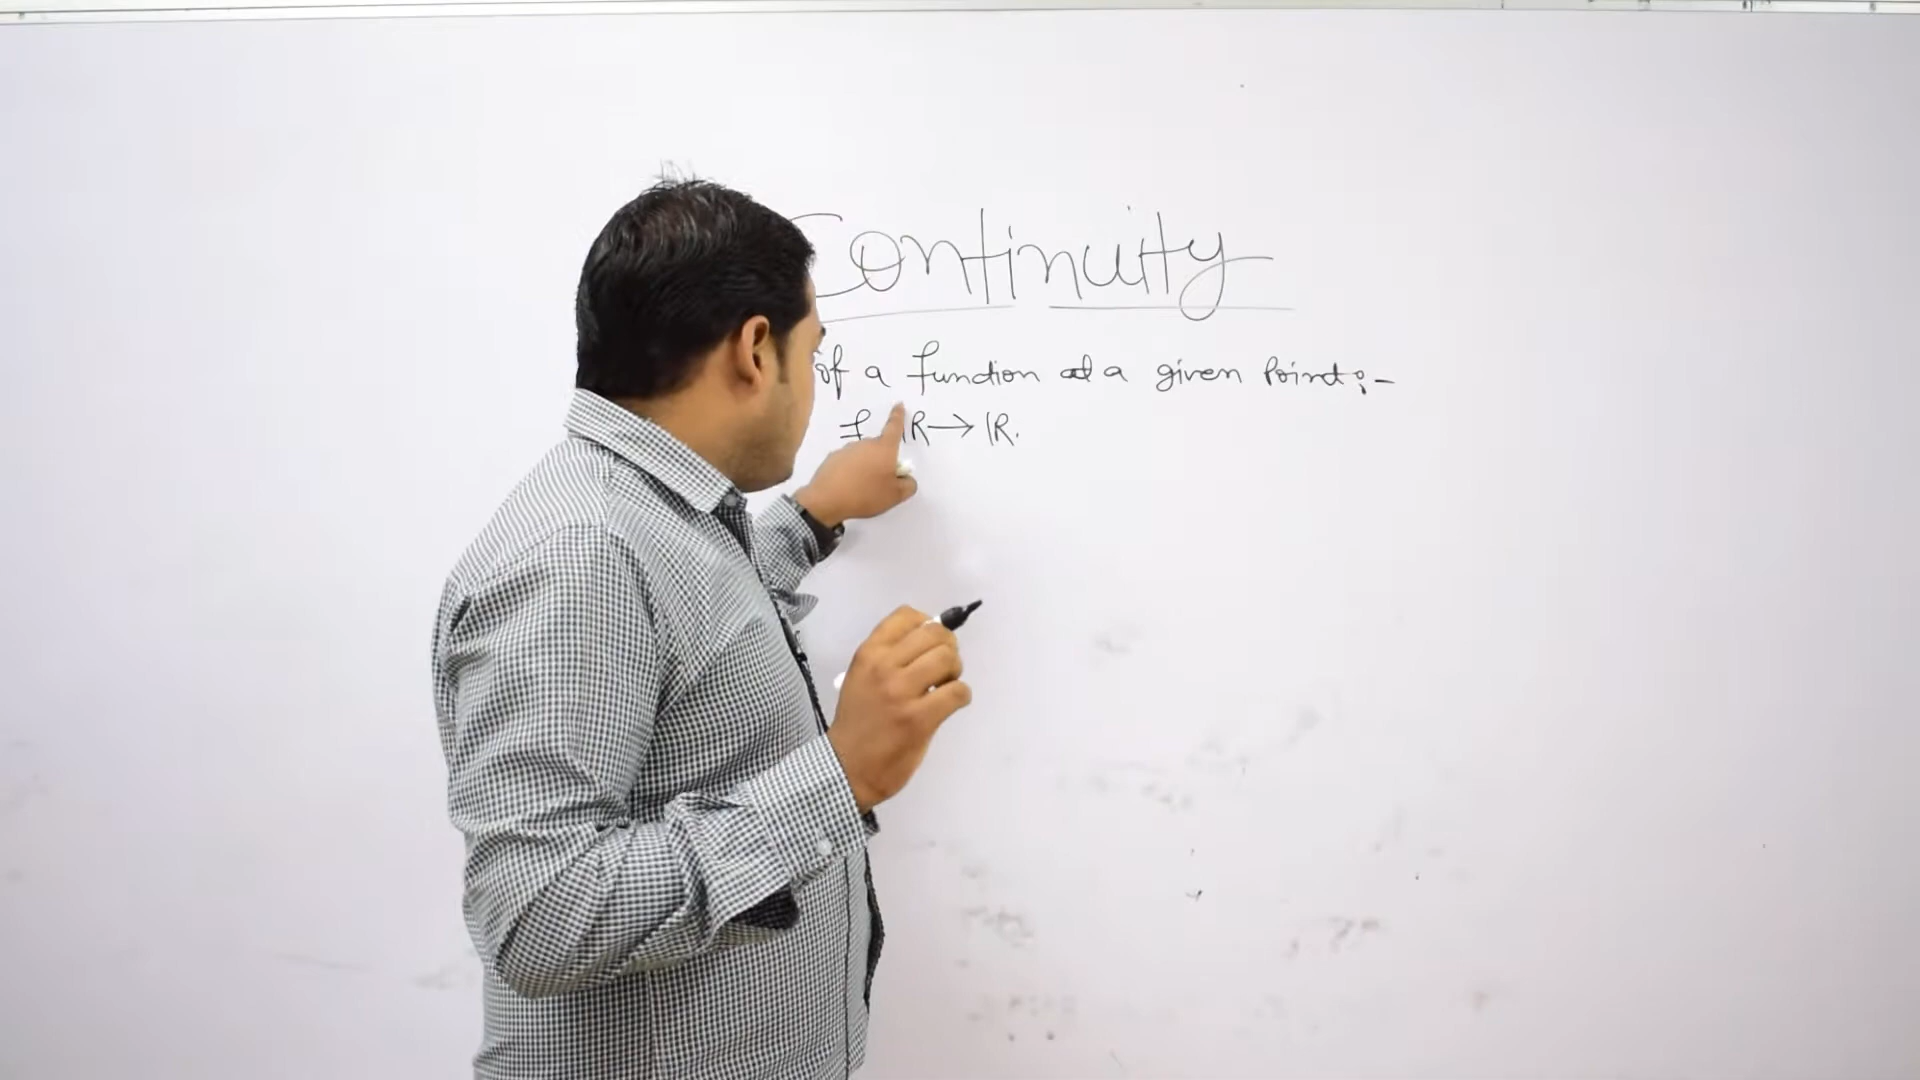 Continuity
of a function at a given Point:-
f R→R.